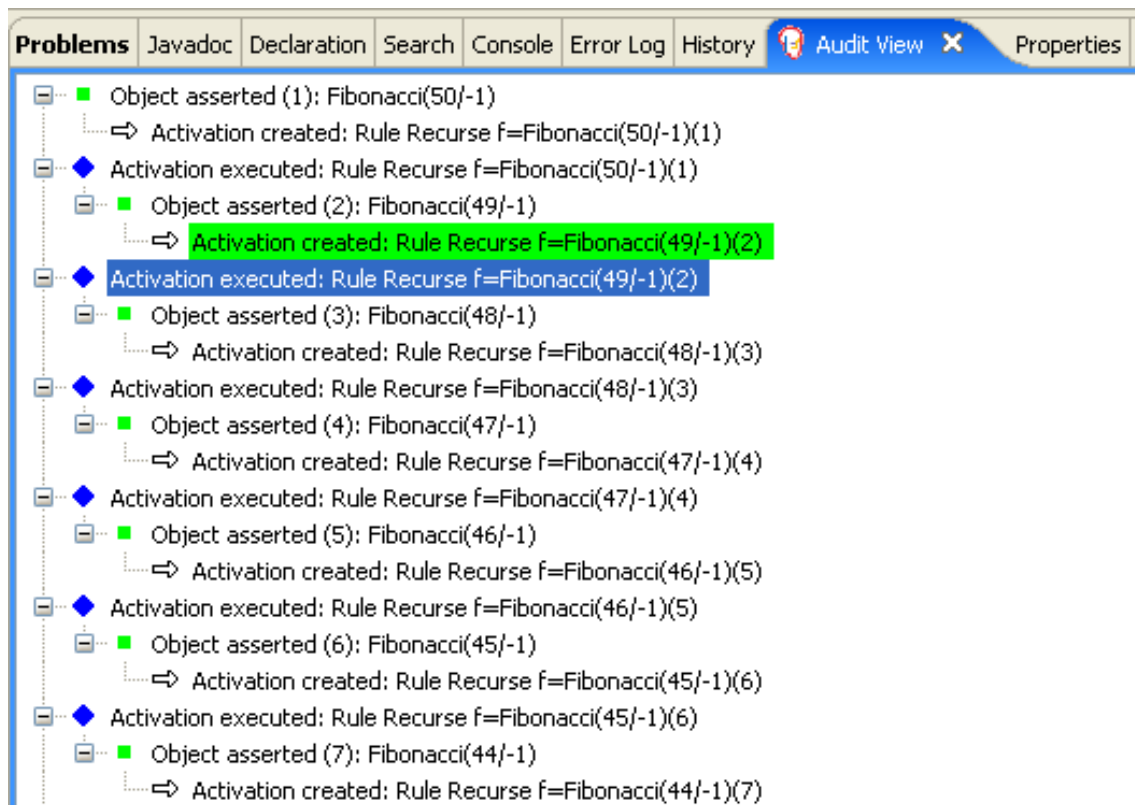 Problems Javadoc Declaration Search Console Error Log History Audit View Properties
Object asserted (1): Fibonacci(50/-1)
Activation created: Rule Recurse f=Fibonacci(50/-1)(1)
Activation executed: Rule Recurse f=Fibonacci(50/-1)(1)
Object asserted (2): Fibonacci(49/-1)
Activation created: Rule Recurse f=Fibonacci(49/-1)(2)
Activation executed: Rule Recurse f=Fibonacci(49/-1)(2)
Object asserted (3): Fibonacci(48/-1)
Activation created: Rule Recurse f=Fibonacci(48/-1)(3)
Activation executed: Rule Recurse f=Fibonacci(48/-1)(3)
Object asserted (4): Fibonacci(47/-1)
Activation created: Rule Recurse f=Fibonacci(47/-1)(4)
Activation executed: Rule Recurse f=Fibonacci(47/-1)(4)
Object asserted (5): Fibonacci(46/-1)
Activation created: Rule Recurse f=Fibonacci(46/-1)(5)
Activation executed: Rule Recurse f=Fibonacci(46/-1)(5)
Object asserted (6): Fibonacci(45/-1)
Activation created: Rule Recurse f=Fibonacci(45/-1)(6)
Activation executed: Rule Recurse f=Fibonacci(45/-1)(6)
Object asserted (7): Fibonacci(44/-1)
Activation created: Rule Recurse f=Fibonacci(44/-1)(7)